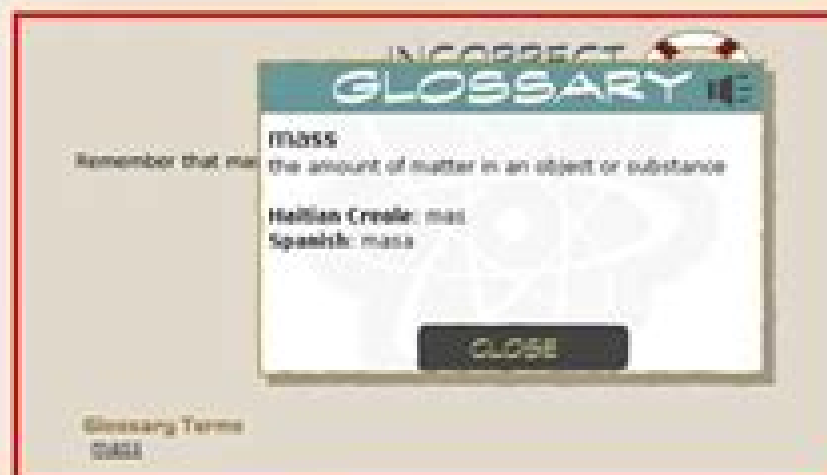 INCORRECT
GLOSSARY
mass
Remember that
the amount of matter in an object or substance
Haitian Creole: mas
Spanish: masa
CLOSE
Glossary Terms
mass